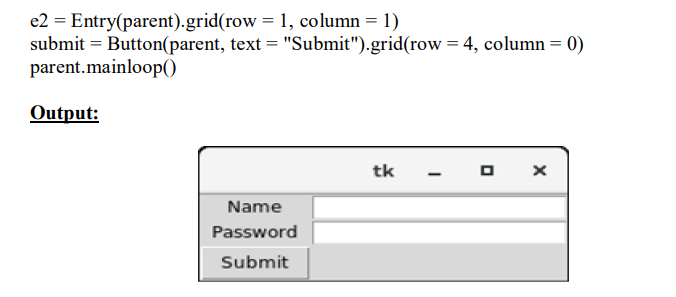 e2 = Entry(parent).grid(row = 1, column = 1)
submit = Button(parent, text = "Submit").grid(row = 4, column = 0)
parent.mainloop()
Output:
tk
Name
Password
Submit